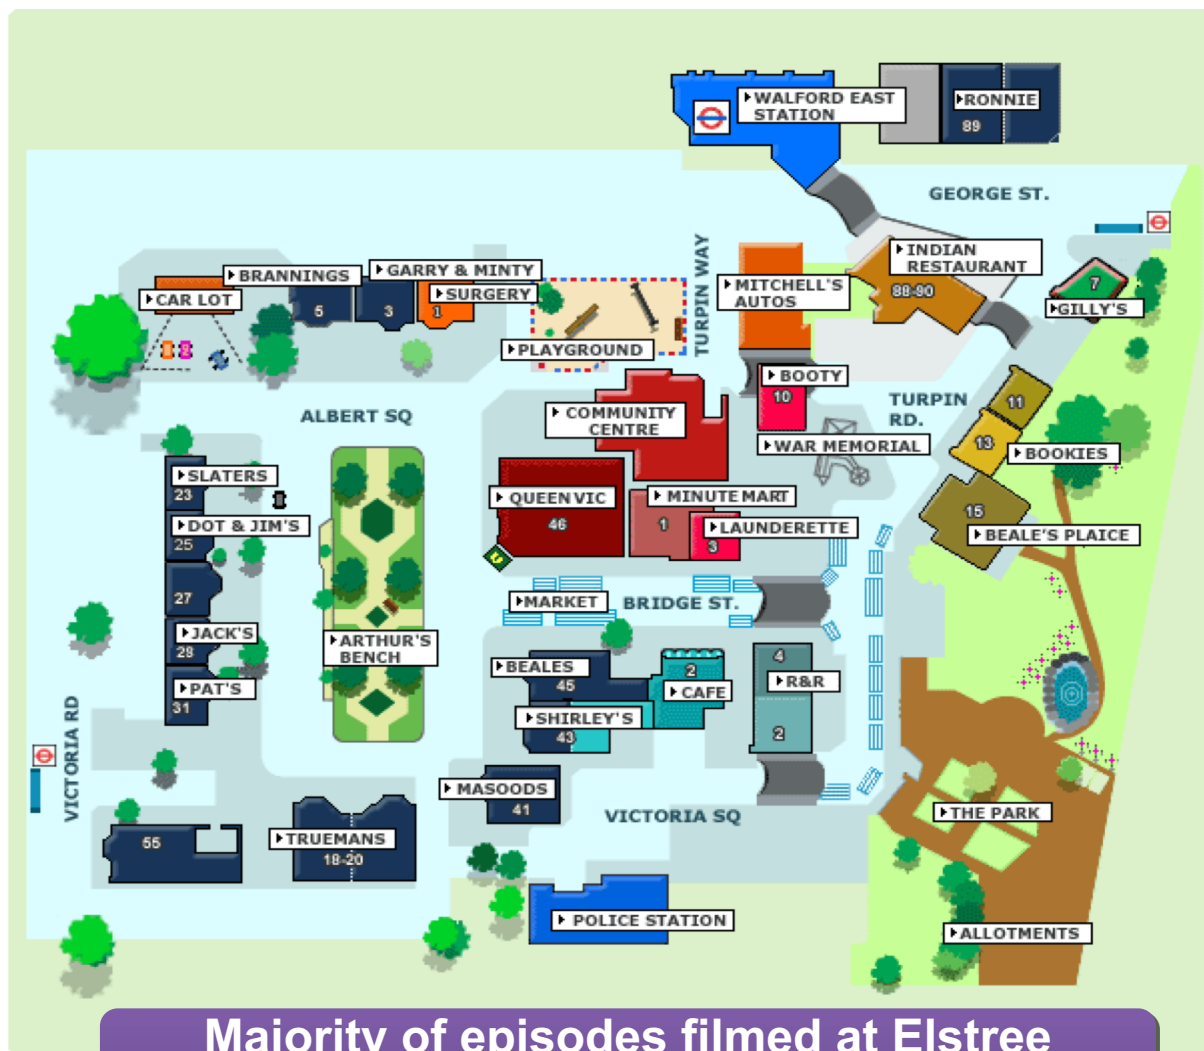 WALFORD EAST
STATION
RONNIE
89
GEORGE ST.
TURPIN WAY
INDIAN
RESTAURANT
88-90
7
GILLY'S
BRANNINGS
5
GARRY & MINTY
3
SURGERY
1
CAR LOT
MITCHELL'S
AUTOS
PLAYGROUND
BOOTY
10
TURPIN
RD.
11
13
BOOKIES
ALBERT SQ
COMMUNITY
CENTRE
WAR MEMORIAL
SLATERS
23
DOT & JIM'S
25
27
JACK'S
29
PAT'S
31
QUEEN VIC
46
MINUTE MART
1
LAUNDERETTE
3
15
BEALE'S PLAICE
MARKET
BRIDGE ST.
ARTHUR'S
BENCH
BEALES
45
2
CAFE
4
R&R
2
SHIRLEY'S
43
VICTORIA RD
MASOODS
41
VICTORIA SQ
THE PARK
55
TRUEMANS
18-20
POLICE STATION
ALLOTMENTS
Majority of episodes filmed at Elstree